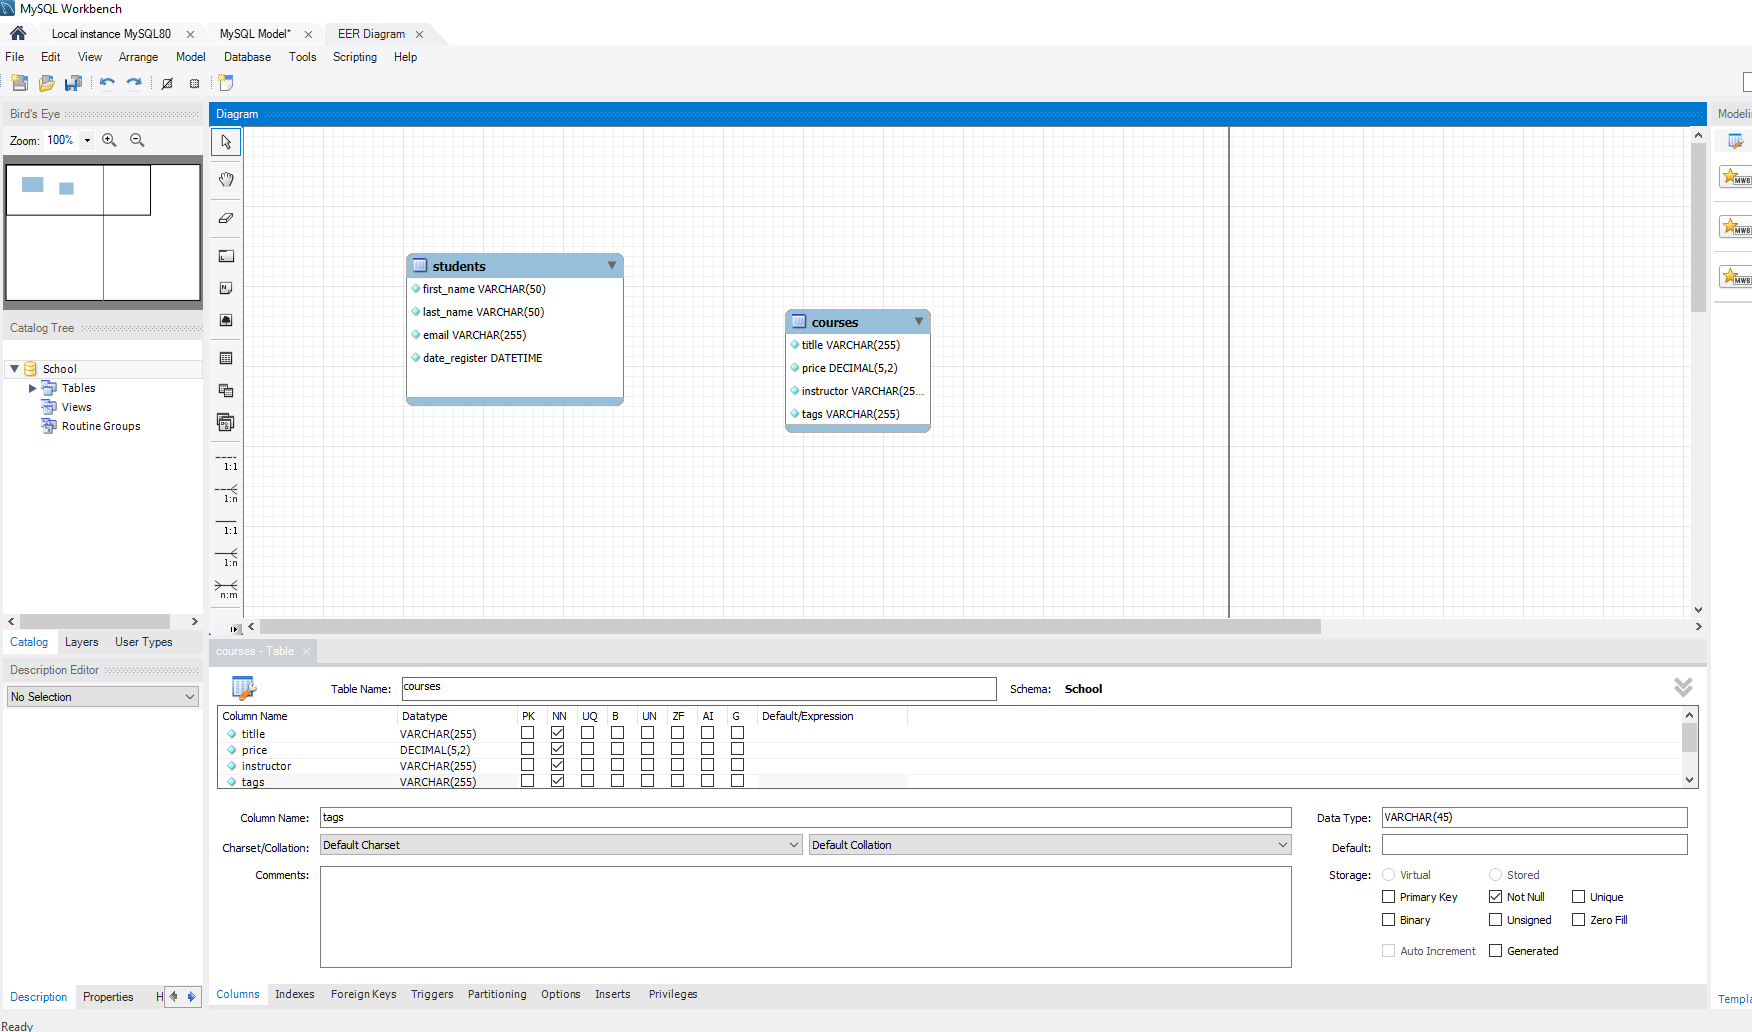 MySQL Workbench
Local instance MySQL80 MySQL Model* EER Diagram
File Edit View Arrange Model Database Tools Scripting Help
Bird's Eye
Zoom: 100%
Diagram
Modelin
MWB
MWB
MWB
students
first_name VARCHAR(50)
last_name VARCHAR(50)
email VARCHAR(255)
date_register DATETIME
courses
titlle VARCHAR(255)
price DECIMAL(5,2)
instructor VARCHAR(25...
tags VARCHAR(255)
1:1
1:n
1:1
1:n
n:m
Catalog Tree
School
Tables
Views
Routine Groups
Catalog Layers User Types
Description Editor
No Selection
courses - Table
Table Name: courses Schema: School
Column Name Datatype PK NN UQ B UN ZF AI G Default/Expression
titlle VARCHAR(255)
price DECIMAL(5,2)
instructor VARCHAR(255)
tags VARCHAR(255)
Column Name: tags Data Type: VARCHAR(45)
Charset/Collation: Default Charset Default Collation Default:
Comments: Storage: Virtual Stored
Primary Key Not Null Unique
Binary Unsigned Zero Fill
Auto Increment Generated
Columns Indexes Foreign Keys Triggers Partitioning Options Inserts Privileges
Description Properties H
Templa
Ready